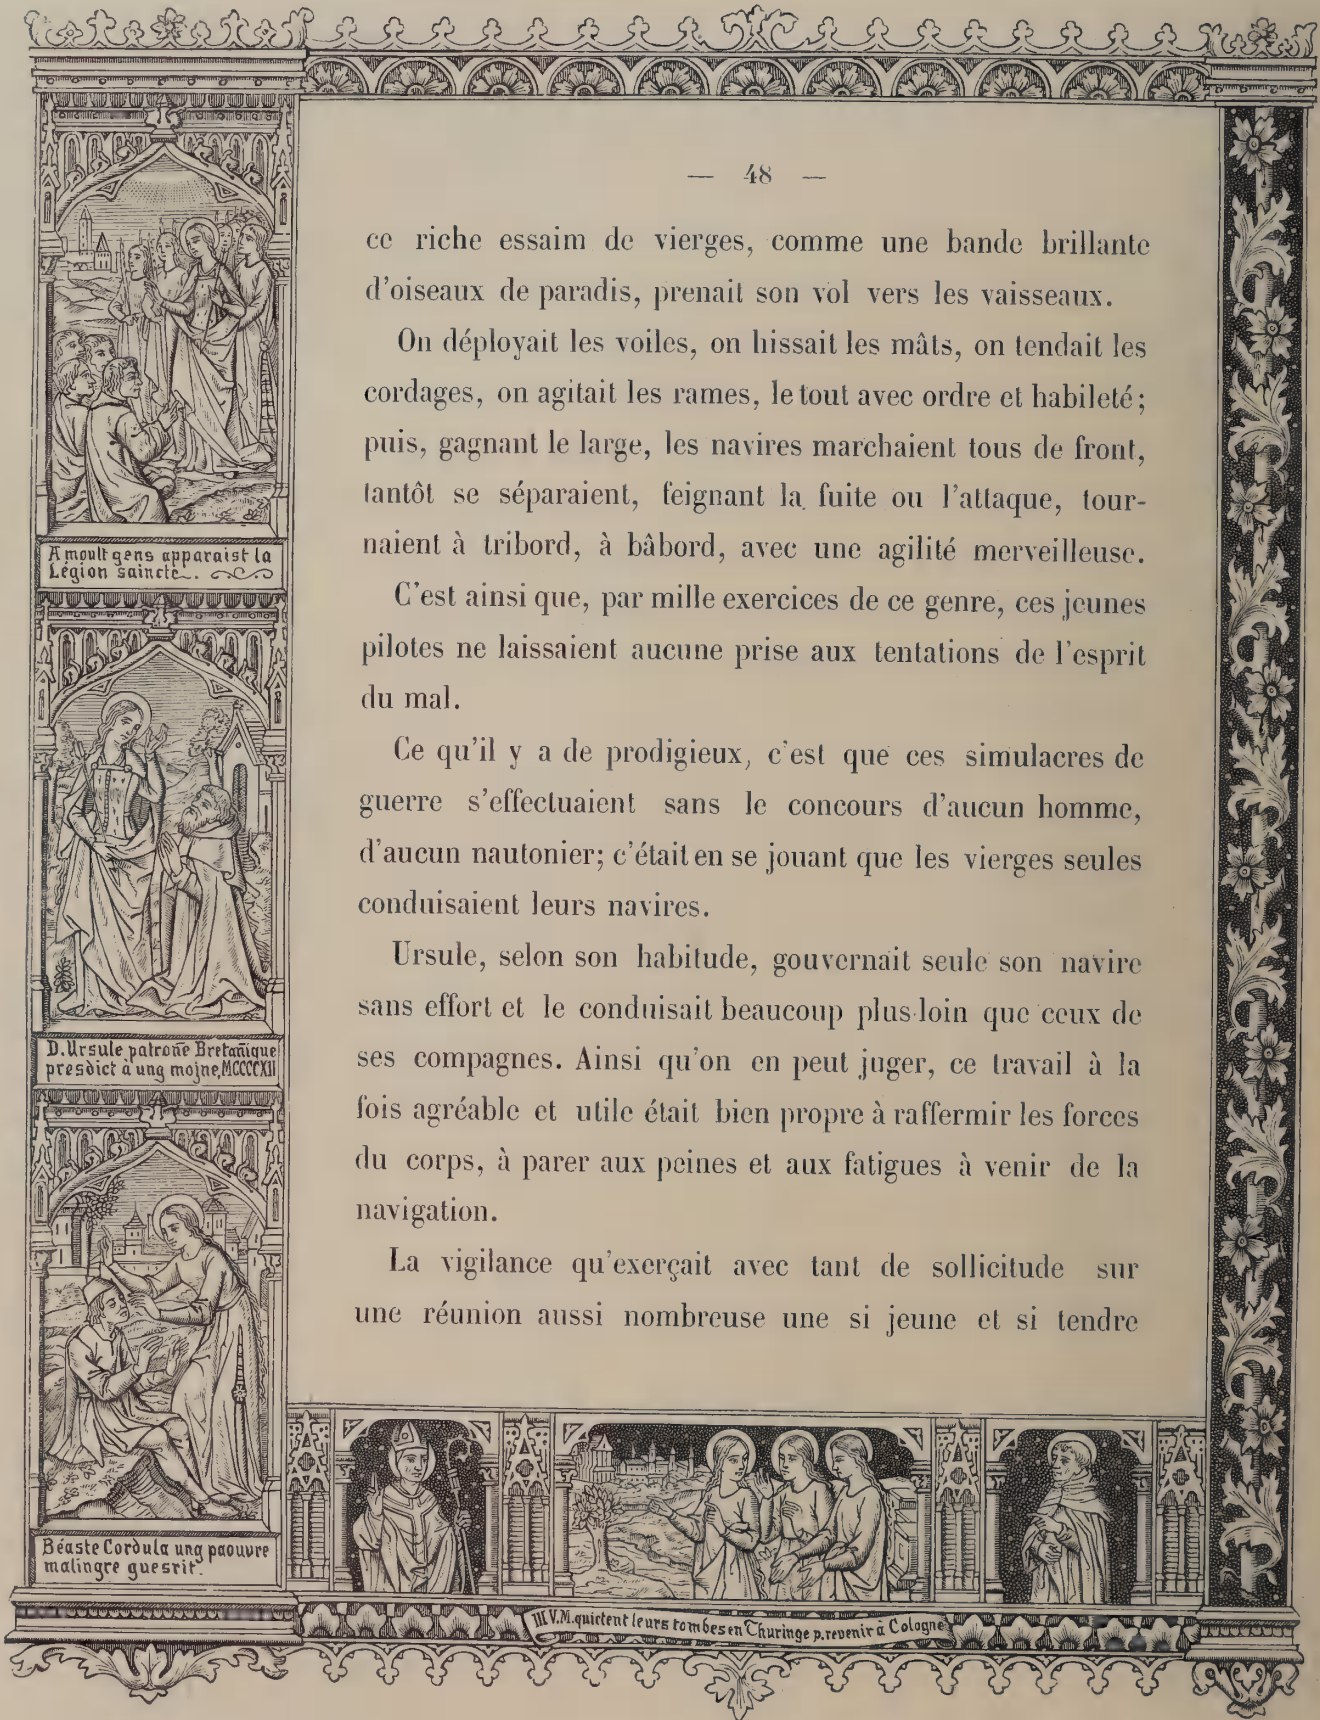 — 48 —
ce riche essaim de vierges, comme une bande brillante
d'oiseaux de paradis, prenait son vol vers les vaisseaux.
On déployait les voiles, on hissait les mâts, on tendait les
cordages, on agitait les rames, le tout avec ordre et habileté;
puis, gagnant le large, les navires marchaient tous de front,
tantôt se séparaient, feignant la fuite ou l'attaque, tour-
naient à tribord, à bâbord, avec une agilité merveilleuse.
C'est ainsi que, par mille exercices de ce genre, ces jeunes
pilotes ne laissaient aucune prise aux tentations de l'esprit
du mal.
Ce qu'il y a de prodigieux, c'est que ces simulacres de
guerre s'effectuaient sans le concours d'aucun homme,
d'aucun nautonier; c'était en se jouant que les vierges seules
conduisaient leurs navires.
Ursule, selon son habitude, gouvernait seule son navire
sans effort et le conduisait beaucoup plus loin que ceux de
ses compagnes. Ainsi qu'on en peut juger, ce travail à la
fois agréable et utile était bien propre à raffermir les forces
du corps, à parer aux peines et aux fatigues à venir de la
navigation.
La vigilance qu'exerçait avec tant de sollicitude sur
une réunion aussi nombreuse une si jeune et si tendre
A moult gens apparaist la
Légion saincte.
D. Ursule patroñe Bretañique
presdict a ung mojne, MCCCCXII
Béaste Cordula ung paouvre
malingre guesrit.
III V. M. quictent leurs tombes en Thuringe p. revenir a Cologne